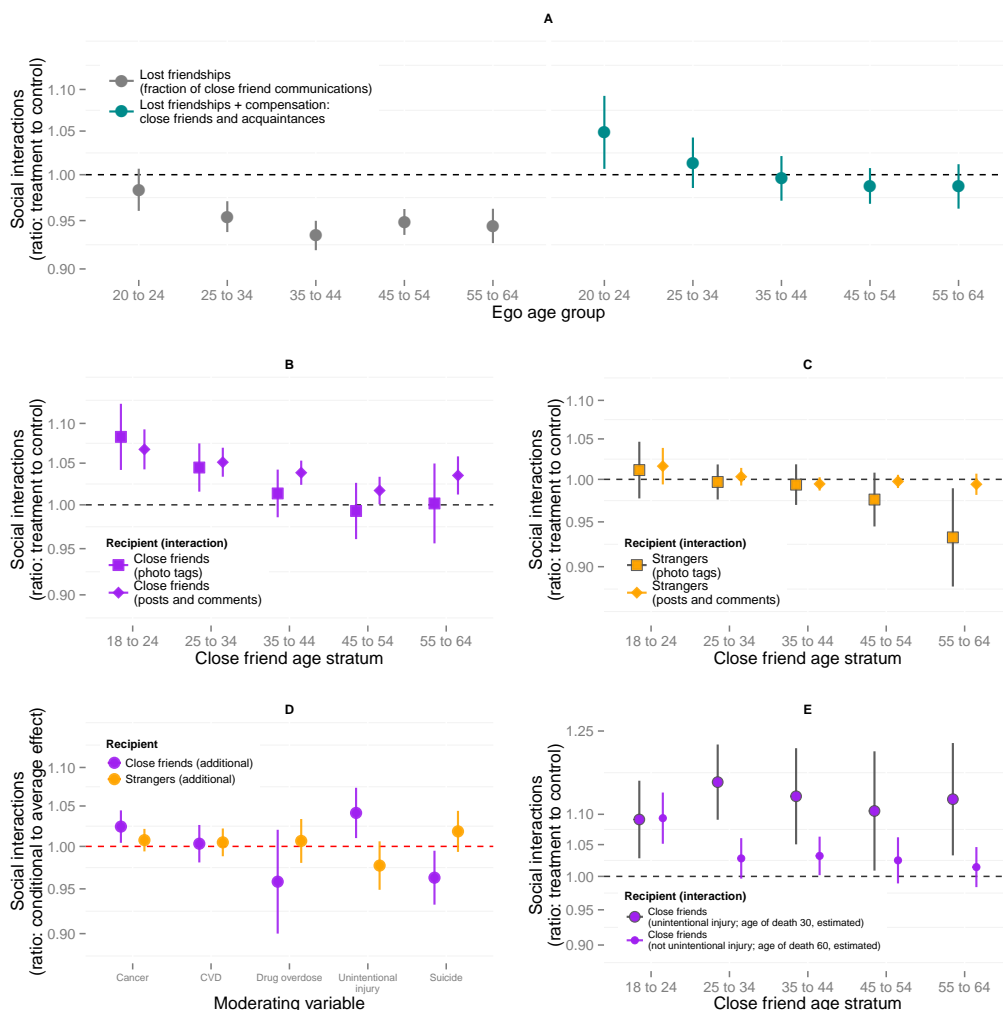 A
Social interactions
(ratio: treatment to control)
1.10
1.05
1.00
0.95
0.90
Lost friendships
(fraction of close friend communications)
Lost friendships + compensation:
close friends and acquaintances
20 to 24
25 to 34
35 to 44
45 to 54
55 to 64
20 to 24
25 to 34
35 to 44
45 to 54
55 to 64
Ego age group
B
Social interactions
(ratio: treatment to control)
1.10
1.05
1.00
0.95
0.90
Recipient (interaction)
Close friends
(photo tags)
Close friends
(posts and comments)
18 to 24
25 to 34
35 to 44
45 to 54
55 to 64
Close friend age stratum
C
Social interactions
(ratio: treatment to control)
1.10
1.05
1.00
0.95
0.90
Recipient (interaction)
Strangers
(photo tags)
Strangers
(posts and comments)
18 to 24
25 to 34
35 to 44
45 to 54
55 to 64
Close friend age stratum
D
Social interactions
(ratio: conditional to average effect)
1.10
1.05
1.00
0.95
0.90
Recipient
Close friends (additional)
Strangers (additional)
Cancer
CVD
Drug overdose
Unintentional
injury
Suicide
Moderating variable
E
Social interactions
(ratio: treatment to control)
1.25
1.10
1.05
1.00
0.95
0.90
Recipient (interaction)
Close friends
(unintentional injury; age of death 30, estimated)
Close friends
(not unintentional injury; age of death 60, estimated)
18 to 24
25 to 34
35 to 44
45 to 54
55 to 64
Close friend age stratum